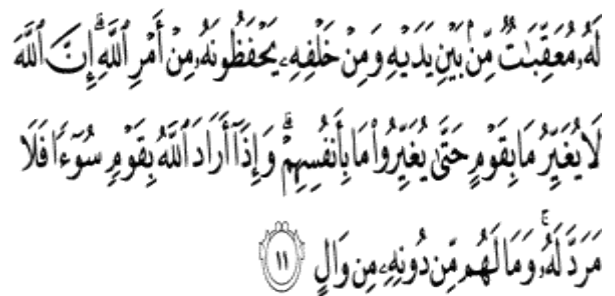 لَهُۥ مُعَقِّبَٰتٌ مِّنۢ بَيْنِ يَدَيْهِ وَمِنْ خَلْفِهِۦ يَحْفَظُونَهُۥ مِنْ أَمْرِ ٱللَّهِ ۗ إِنَّ ٱللَّهَ
لَا يُغَيِّرُ مَا بِقَوْمٍ حَتَّىٰ يُغَيِّرُوا۟ مَا بِأَنفُسِهِمْ ۗ وَإِذَآ أَرَادَ ٱللَّهُ بِقَوْمٍ سُوٓءًا فَلَا
مَرَدَّ لَهُۥ ۚ وَمَا لَهُم مِّن دُونِهِۦ مِن وَالٍ ١١